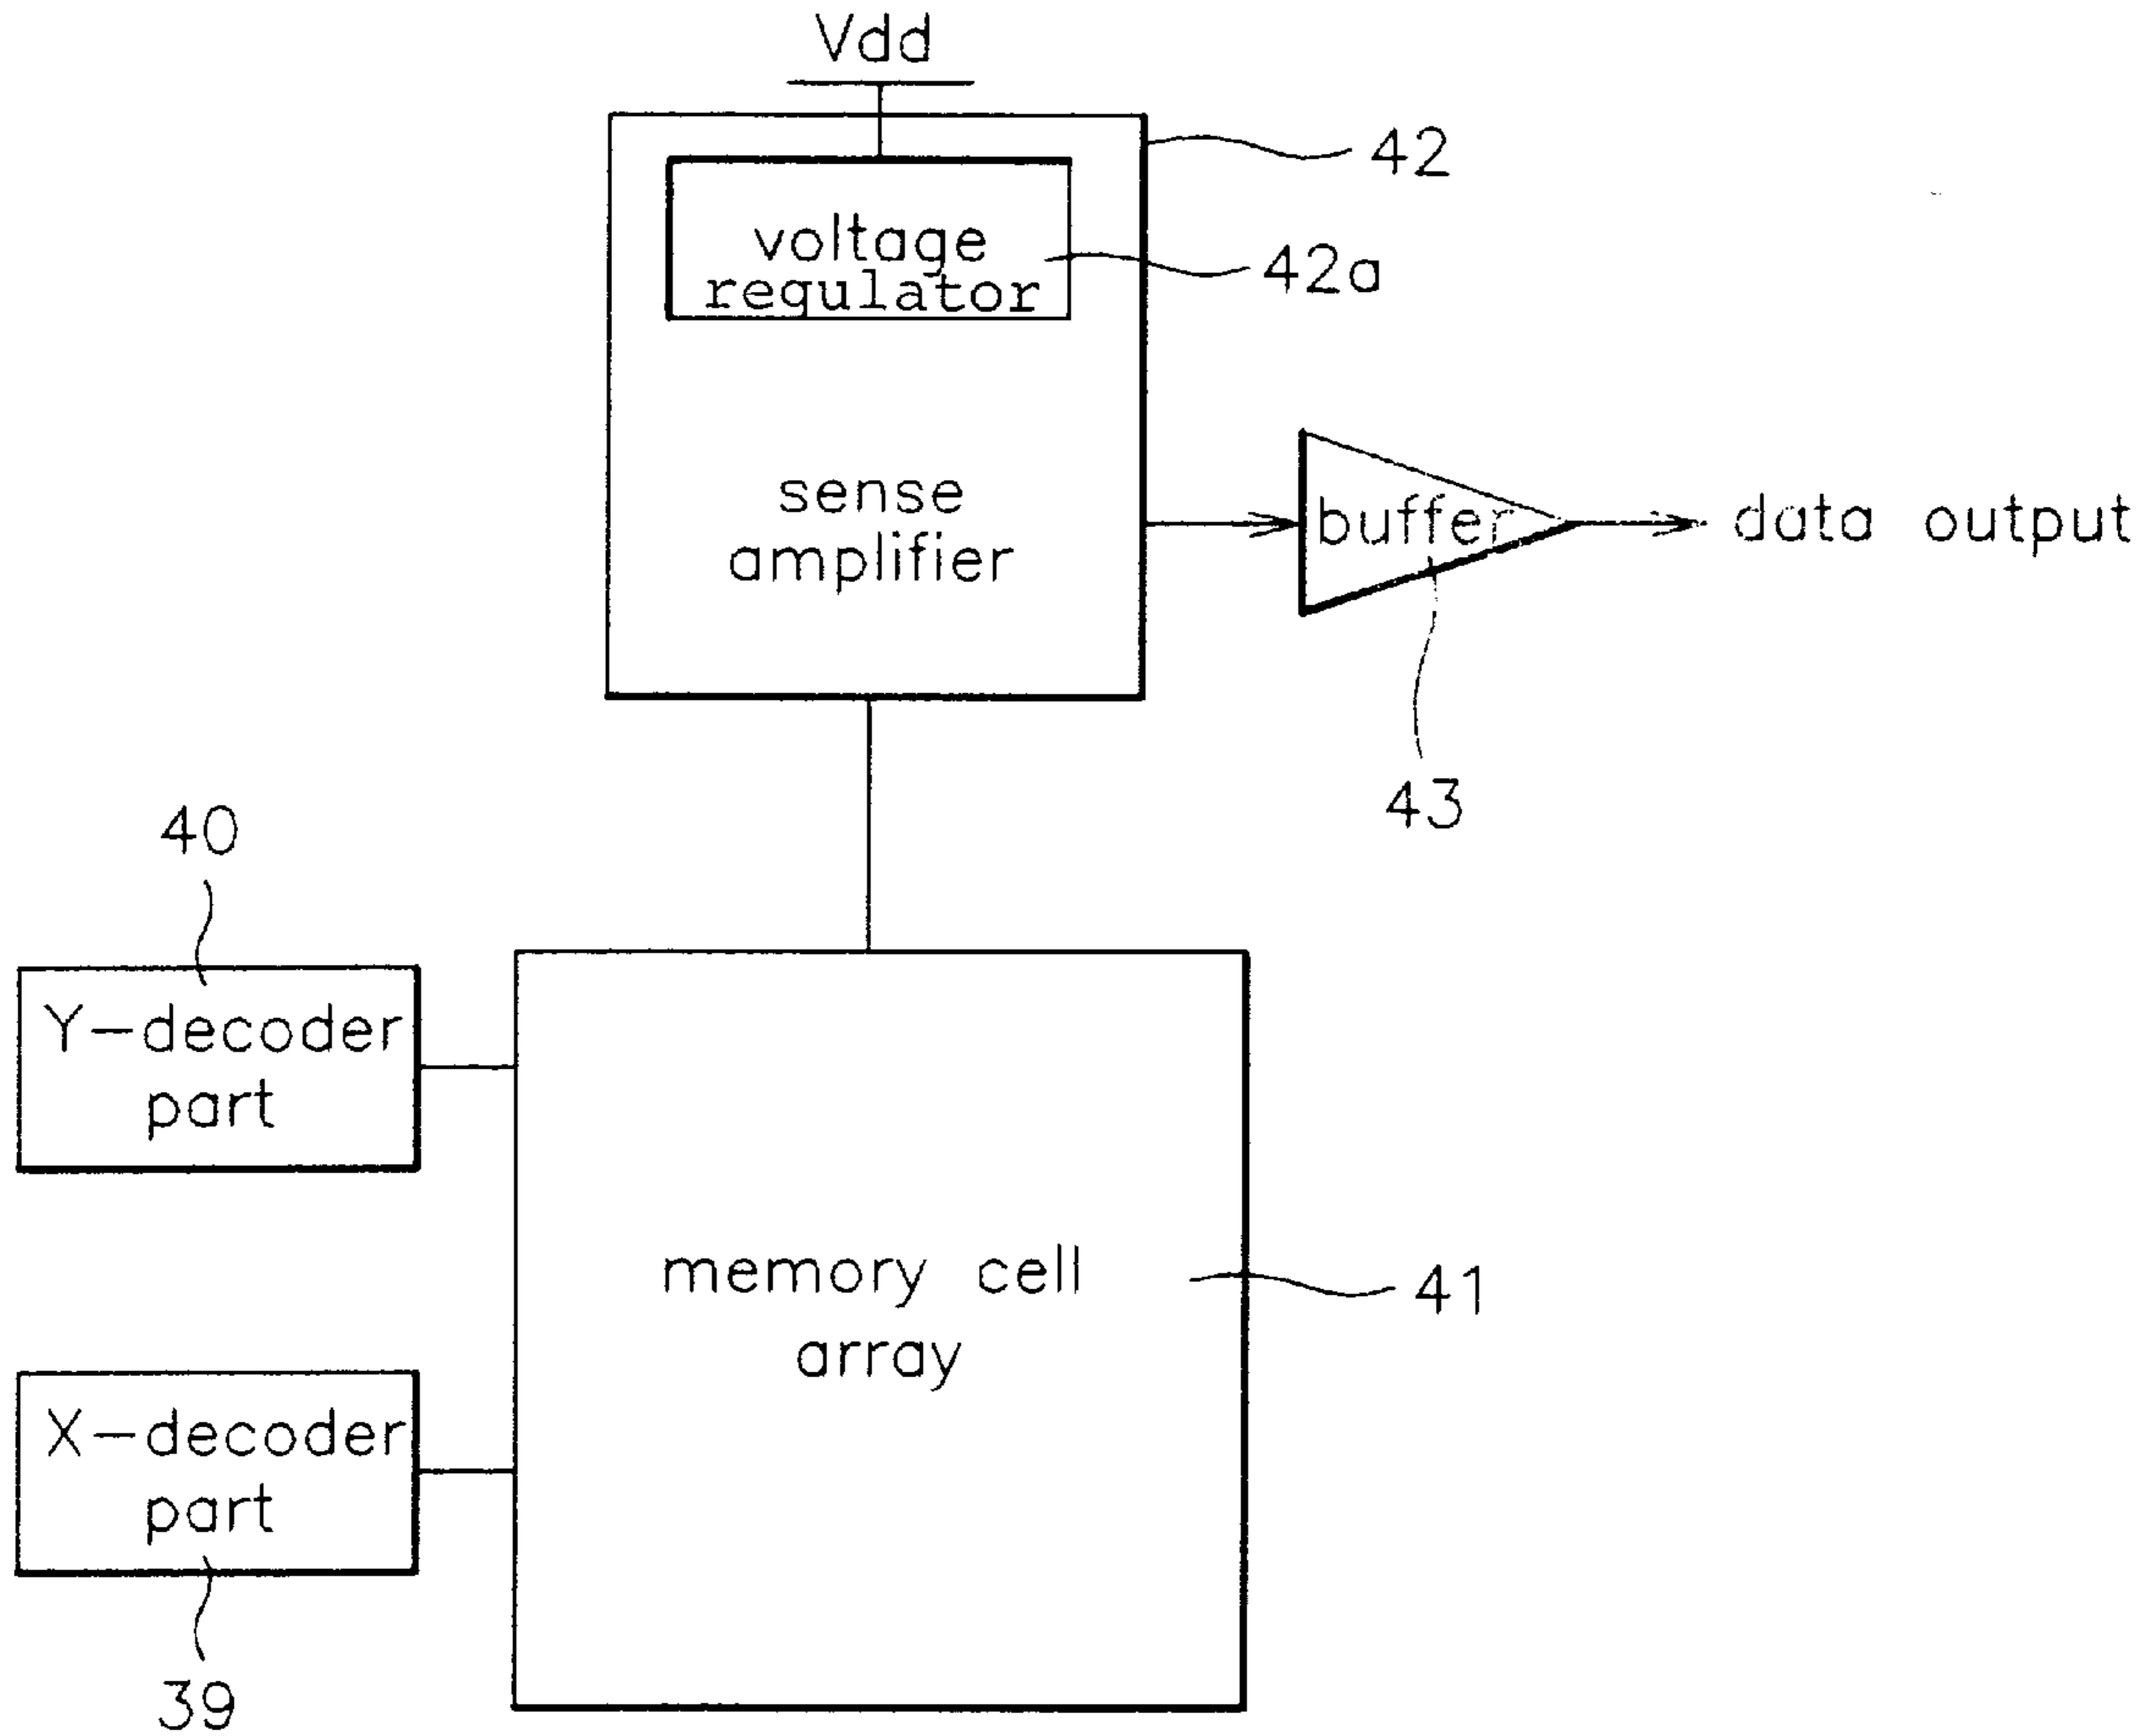 Vdd
42
voltage
regulator
42a
sense
amplifier
buffer
data output
43
40
Y-decoder
part
memory cell
array
41
X-decoder
part
39